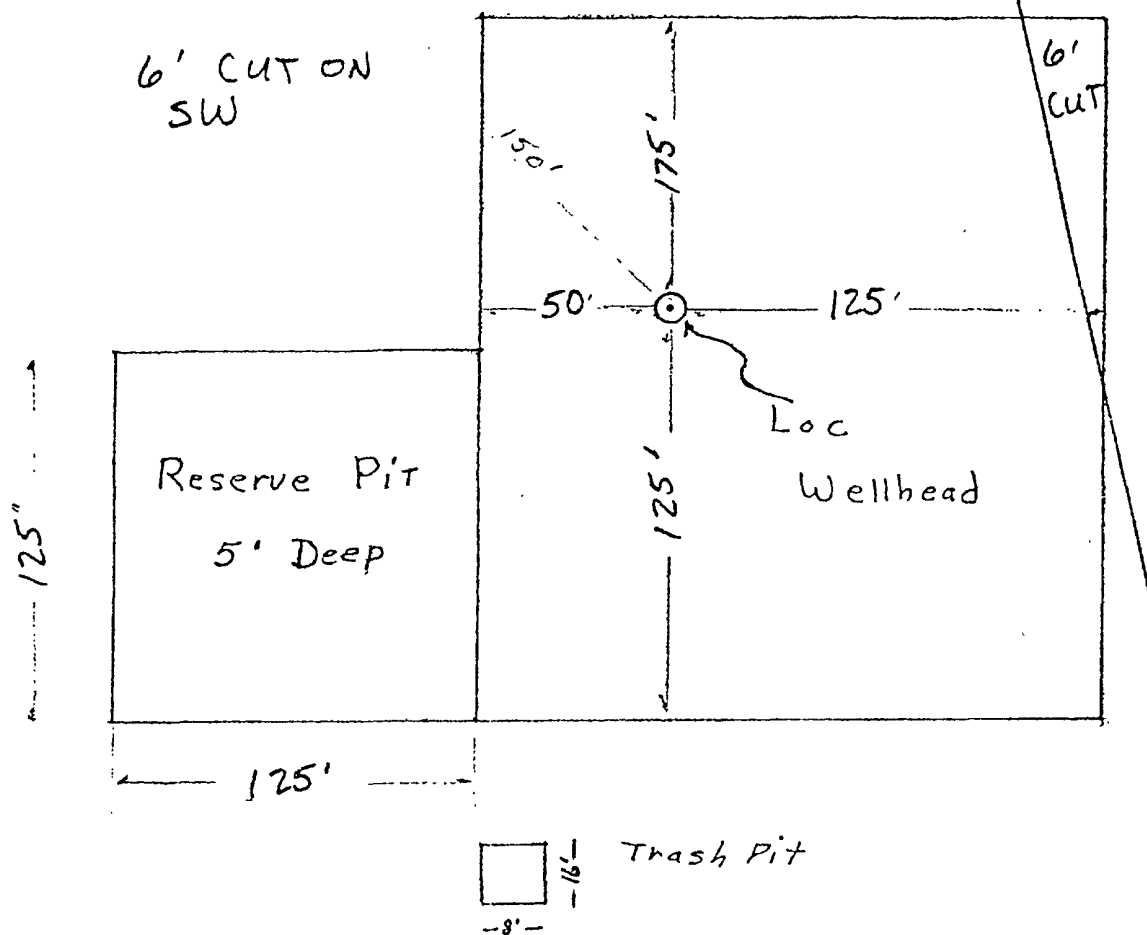 6' CUT ON
SW
6'
CUT
150'
175'
50'
125'
Loc
Wellhead
125'
Reserve Pit
5' Deep
125"
125'
Trash Pit
16'
8'